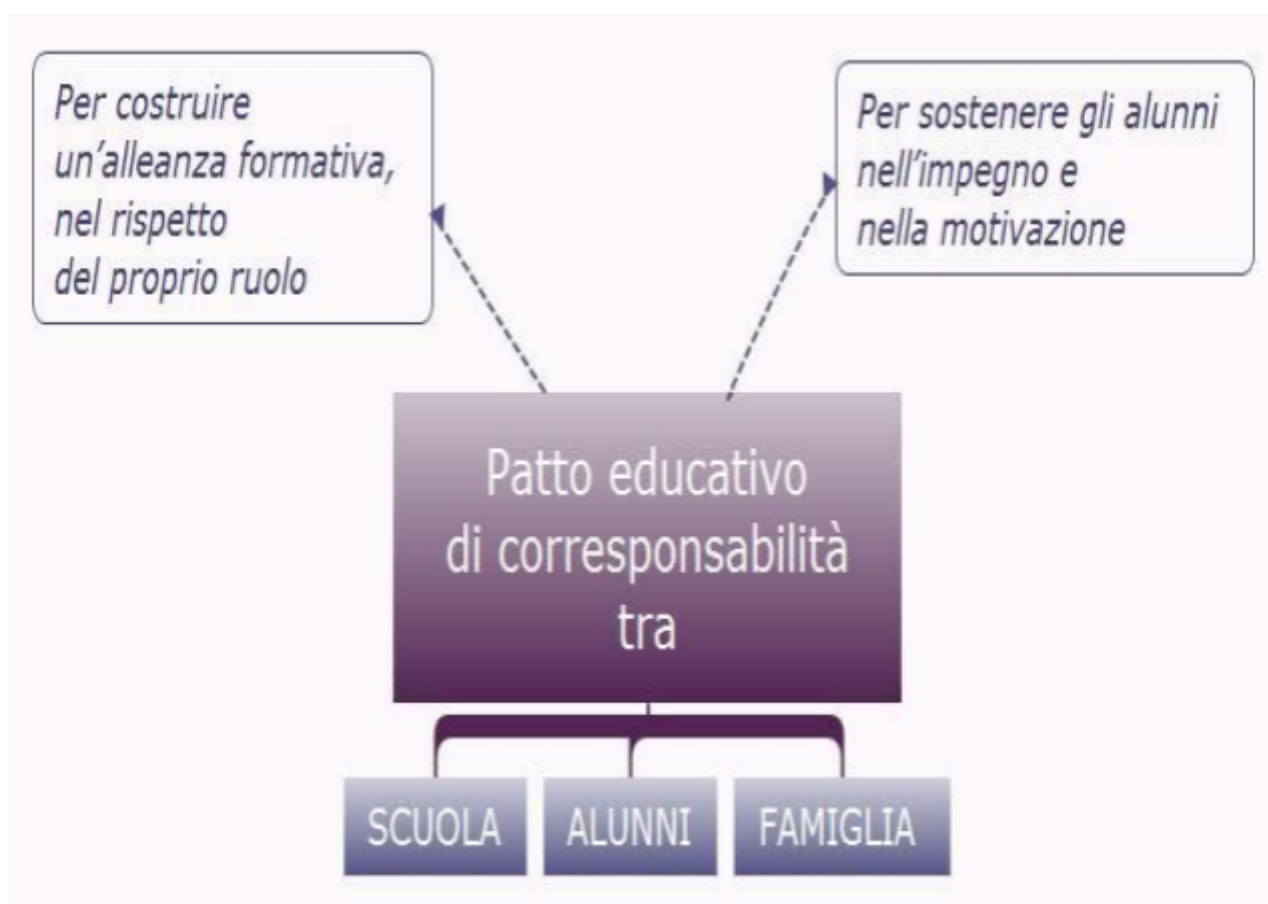 Per costruire
un’alleanza formativa,
nel rispetto
del proprio ruolo
Per sostenere gli alunni
nell’impegno e
nella motivazione
Patto educativo
di corresponsabilità
tra
SCUOLA
ALUNNI
FAMIGLIA